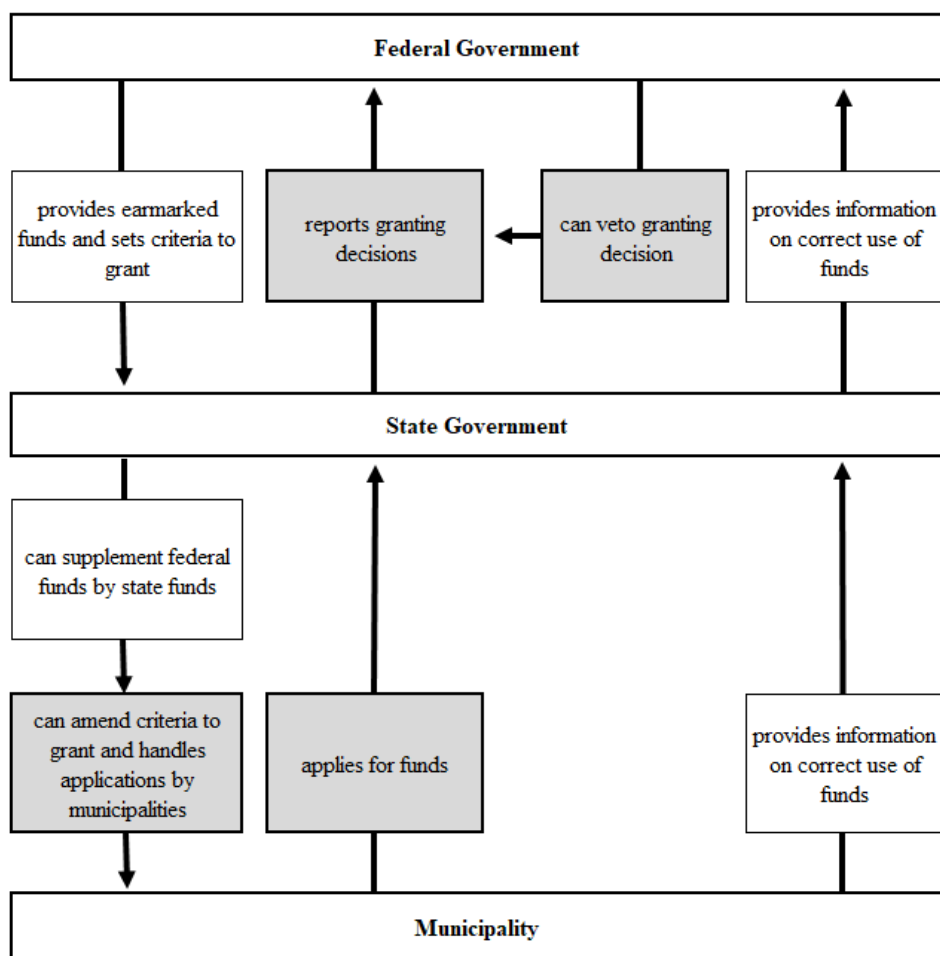 Federal Government
provides earmarked
funds and sets criteria to
grant
reports granting
decisions
can veto granting
decision
provides information
on correct use of
funds
State Government
can supplement federal
funds by state funds
can amend criteria to
grant and handles
applications by
municipalities
applies for funds
provides information
on correct use of
funds
Municipality